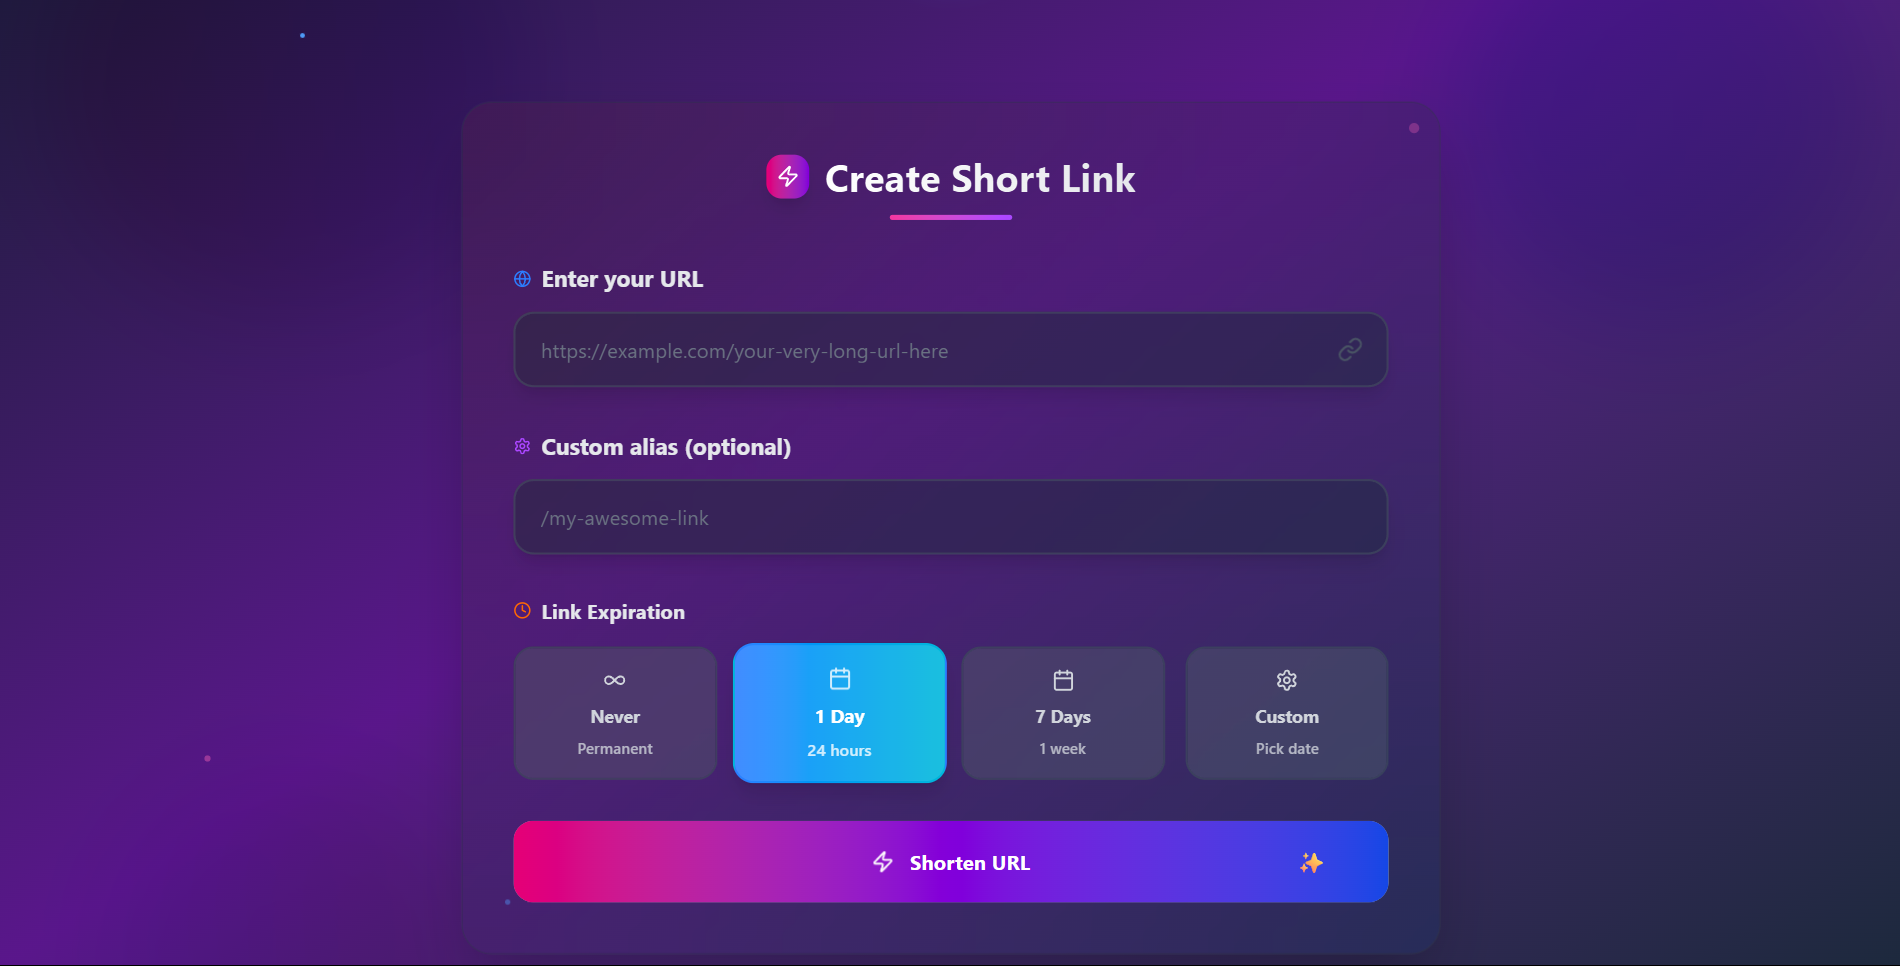 Create Short Link
Enter your URL
https://example.com/your-very-long-url-here
Custom alias (optional)
/my-awesome-link
Link Expiration
Never
Permanent
1 Day
24 hours
7 Days
1 week
Custom
Pick date
Shorten URL